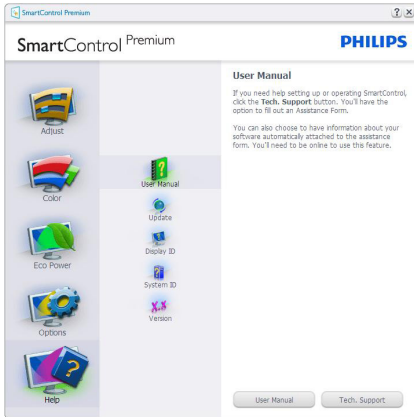 SmartControl Premium
SmartControl Premium
PHILIPS
Adjust
Color
Eco Power
Options
Help
User Manual
Update
Display ID
System ID
X.X
Version
User Manual
If you need help setting up or operating SmartControl,
click the Tech. Support button. You'll have the
option to fill out an Assistance Form.
You can also choose to have information about your
software automatically attached to the assistance
form. You'll need to be online to use this feature.
User Manual
Tech. Support